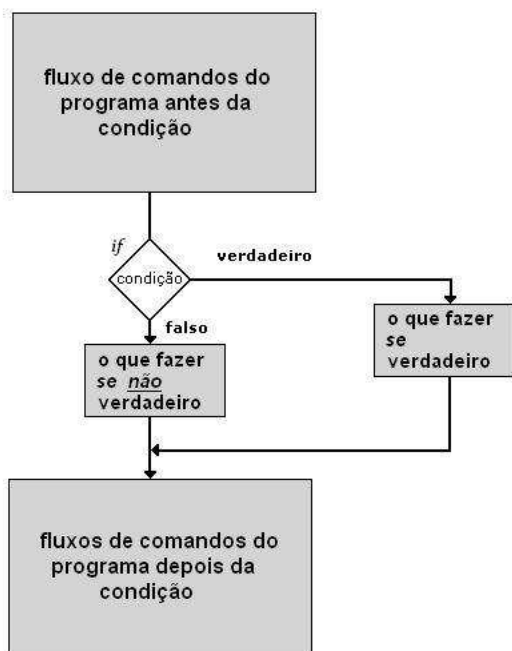 fluxo de comandos do
programa antes da
condição
if
verdadeiro
condição
falso
o que fazer
se
verdadeiro
o que fazer
se não
verdadeiro
fluxos de comandos do
programa depois da
condição